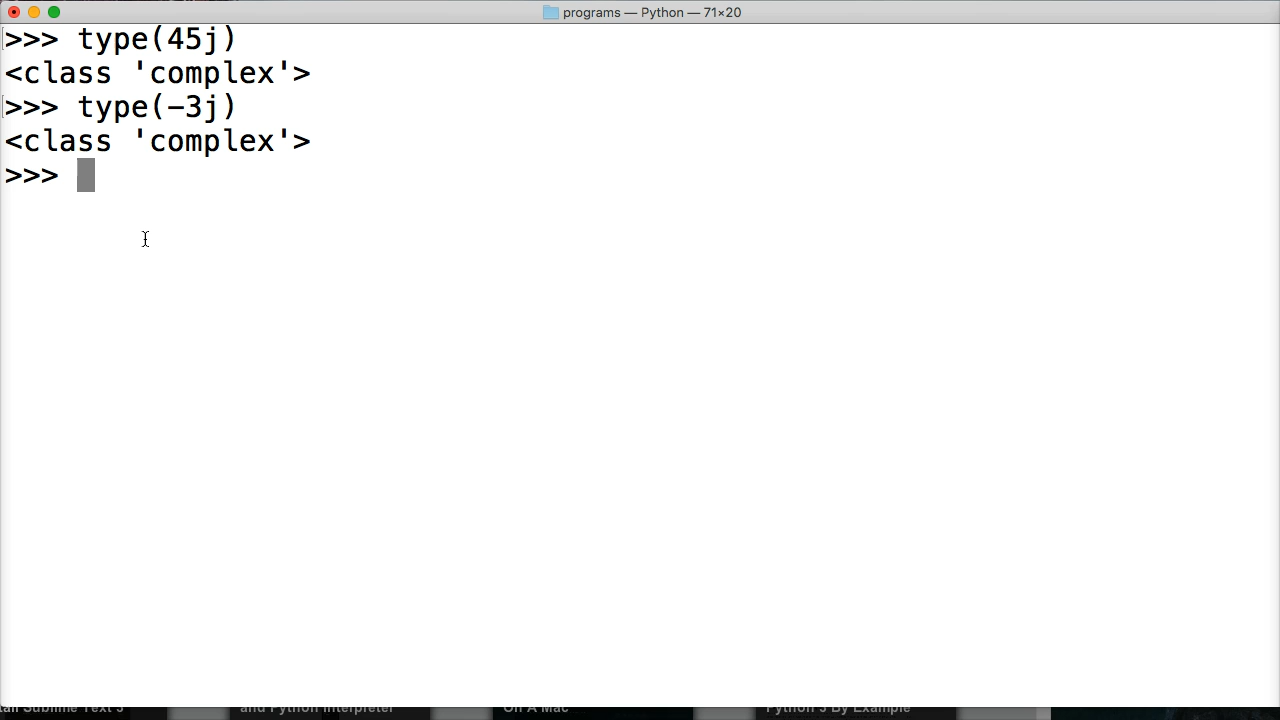 programs — Python — 71×20
>>> type(45j)
<class 'complex'>
>>> type(-3j)
<class 'complex'>
>>>
and Python Interpreter
On A Mac
Python 3 By Example